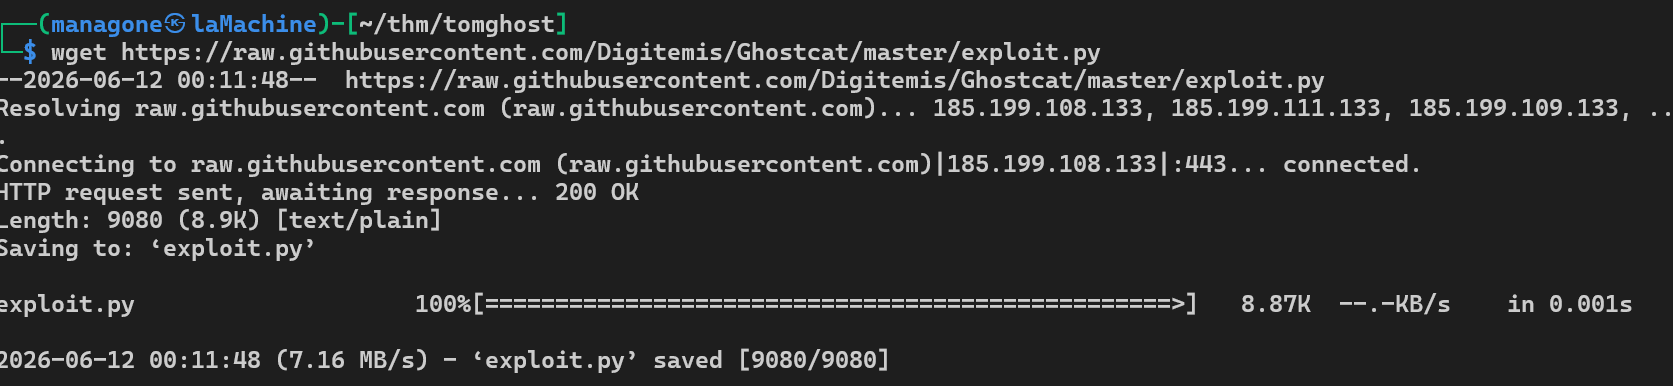 ┌──(managone㉿laMachine)-[~/thm/tomghost]
└─$ wget https://raw.githubusercontent.com/Digitemis/Ghostcat/master/exploit.py
--2026-06-12 00:11:48--  https://raw.githubusercontent.com/Digitemis/Ghostcat/master/exploit.py
Resolving raw.githubusercontent.com (raw.githubusercontent.com)... 185.199.108.133, 185.199.111.133, 185.199.109.133, ..
.
Connecting to raw.githubusercontent.com (raw.githubusercontent.com)|185.199.108.133|:443... connected.
HTTP request sent, awaiting response... 200 OK
Length: 9080 (8.9K) [text/plain]
Saving to: ‘exploit.py’
exploit.py                    100%[=================================================>]   8.87K  --.-KB/s    in 0.001s
2026-06-12 00:11:48 (7.16 MB/s) - ‘exploit.py’ saved [9080/9080]